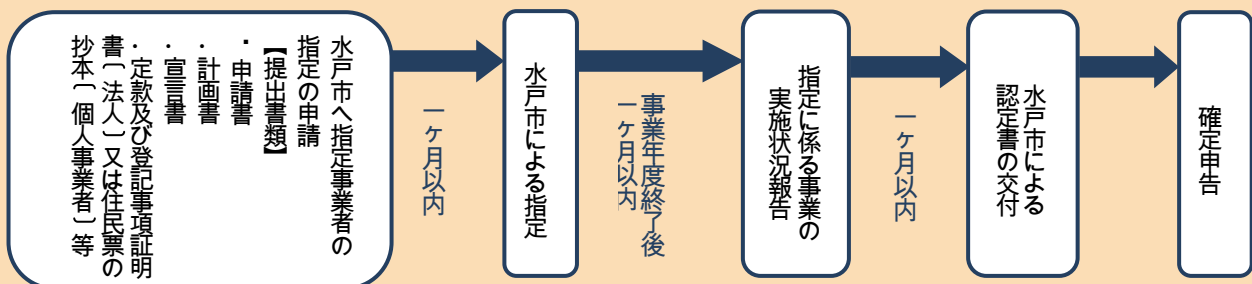 水戸市へ指定事業者の
指定の申請
【提出書類】
・申請書
・計画書
・宣言書
・定款及び登記事項証明
書〔法人〕又は住民票の
抄本〔個人事業者〕等
一ヶ月以内
水戸市による指定
事業年度終了後
一ヶ月以内
指定に係る事業の
実施状況報告
一ヶ月以内
水戸市による
認定書の交付
確定申告